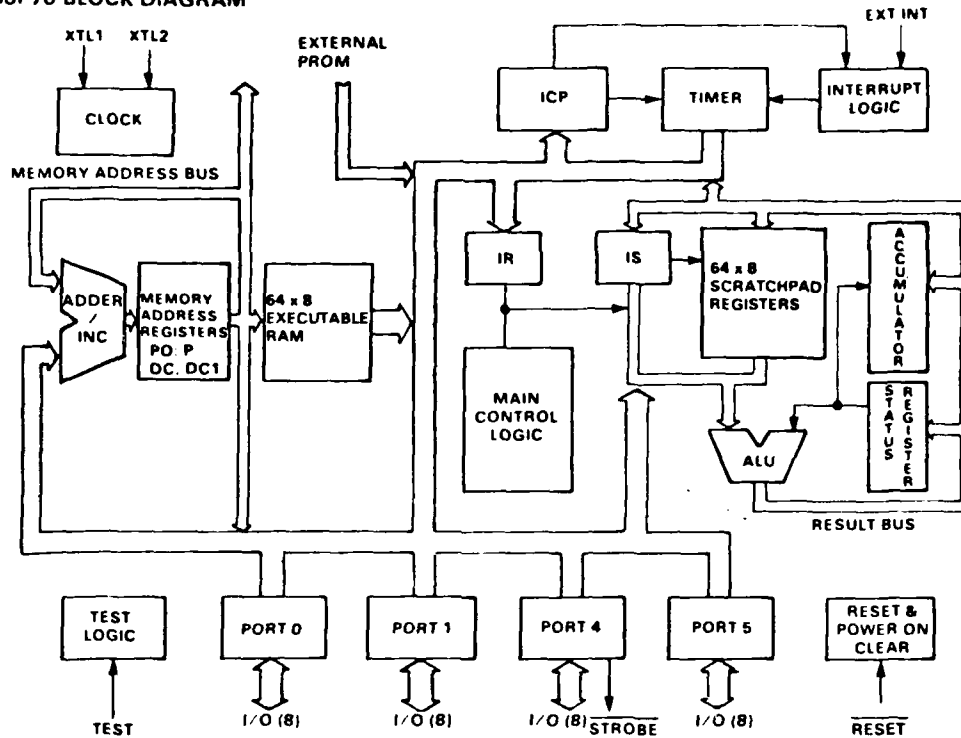 BLOCK DIAGRAM
XTL1 XTL2
CLOCK
EXTERNAL
PROM
EXT INT
ICP
TIMER
INTERRUPT
LOGIC
MEMORY ADDRESS BUS
ADDER
/
INC
MEMORY
ADDRESS
REGISTERS
PO: P
DC. DC1
64 x 8
EXECUTABLE
RAM
IR
IS
64 x 8
SCRATCHPAD
REGISTERS
ACCUMULATOR
MAIN
CONTROL
LOGIC
STATUS
REGISTER
ALU
RESULT BUS
TEST
LOGIC
PORT 0
PORT 1
PORT 4
PORT 5
RESET &
POWER ON
CLEAR
TEST
I/O (8)
I/O (8)
I/O (8)
STROBE
I/O (8)
RESET